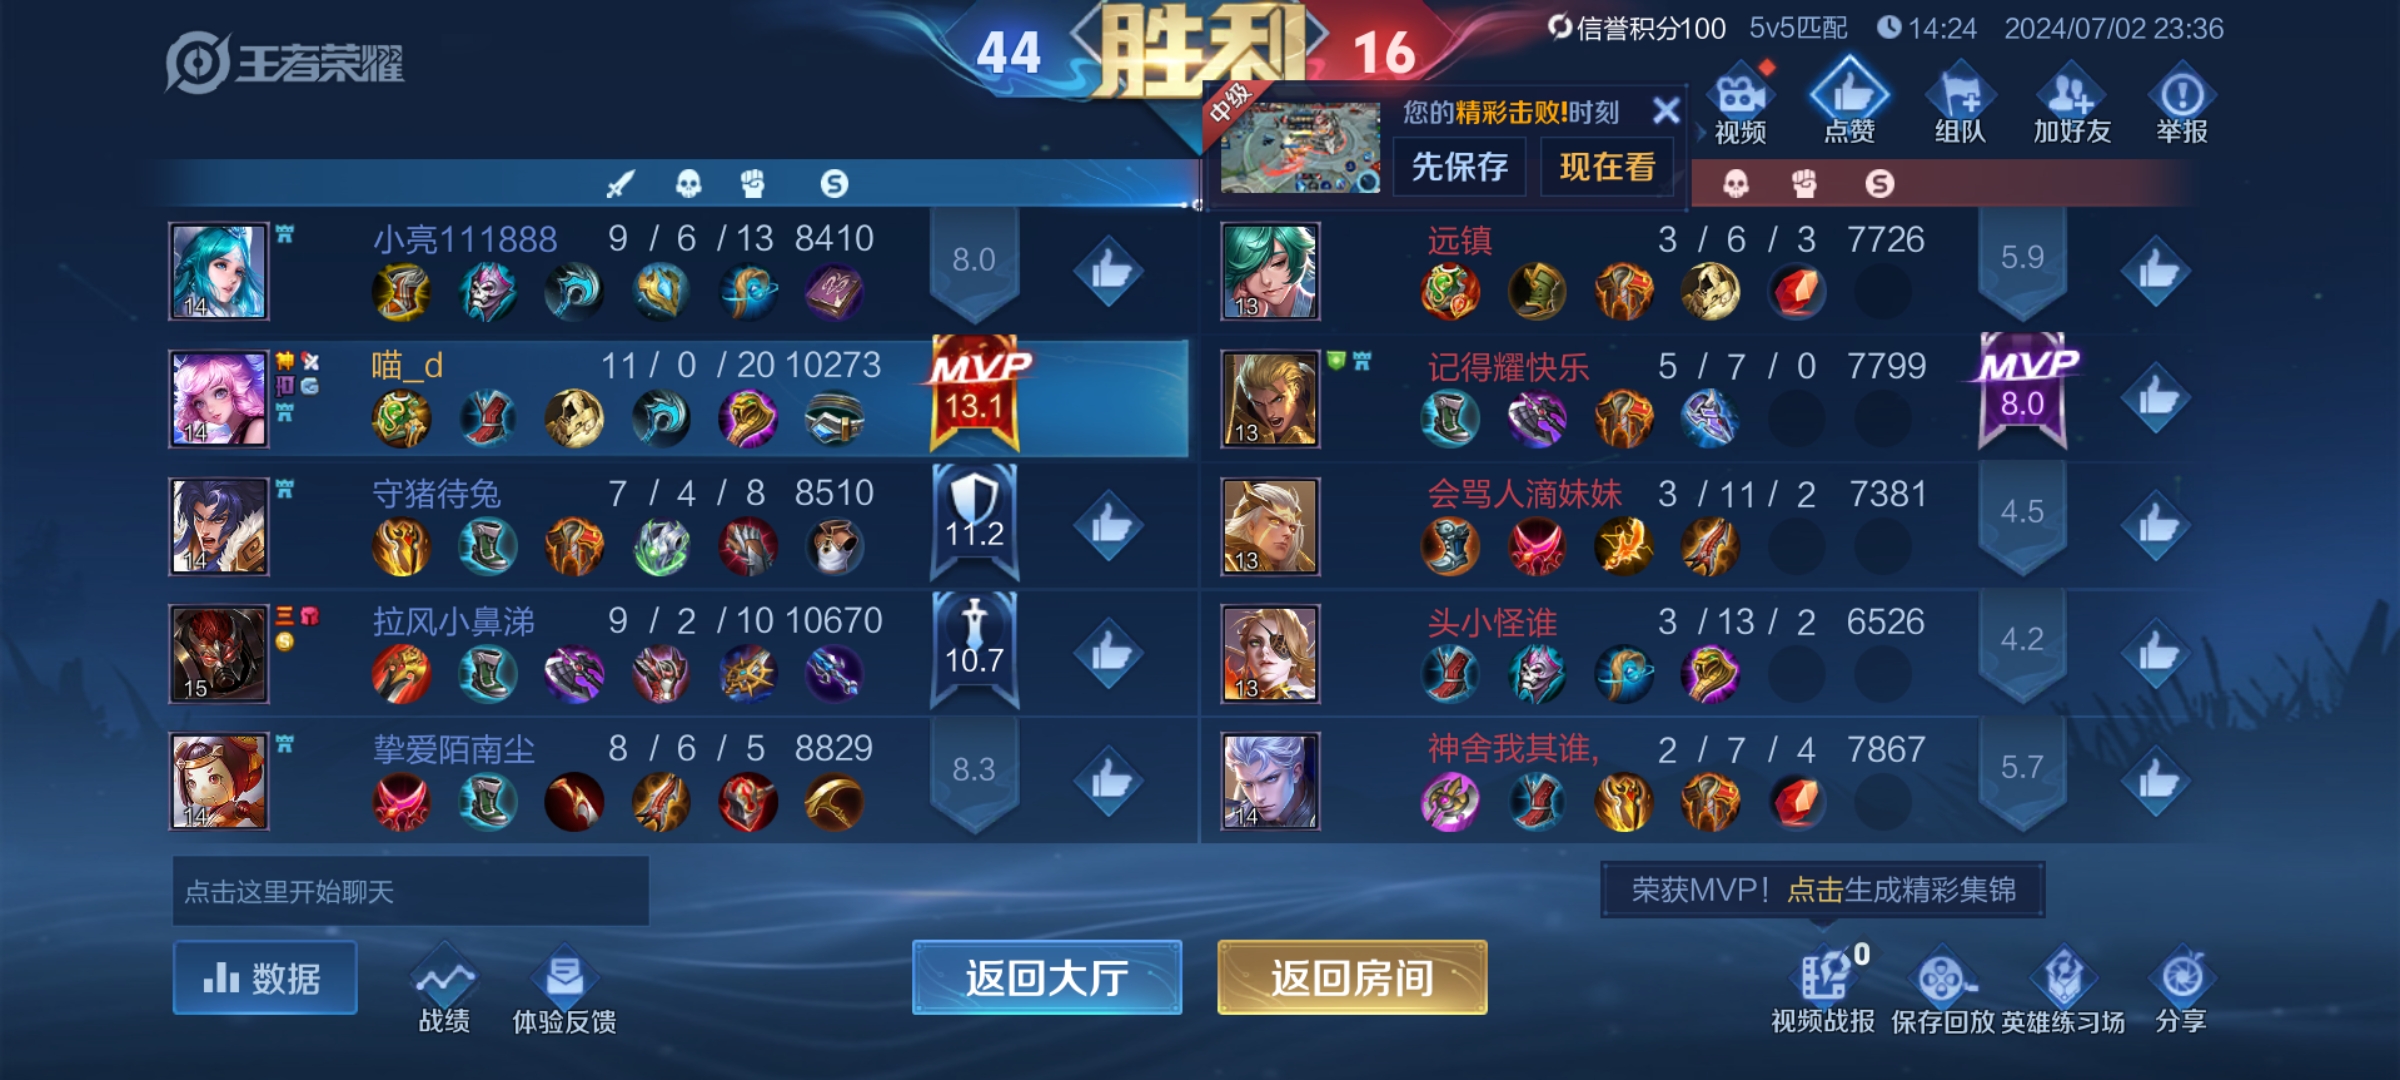 王者荣耀
44 胜利 16
信誉积分100 5v5匹配 14:24 2024/07/02 23:36
中级
您的精彩击败!时刻
先保存 现在看
视频 点赞 组队 加好友 举报
小亮111888 9 / 6 / 13 8410 8.0
14
喵_d 11 / 0 / 20 10273 MVP 13.1
14
守猪待兔 7 / 4 / 8 8510 11.2
14
拉风小鼻涕 9 / 2 / 10 10670 10.7
15
挚爱陌南尘 8 / 6 / 5 8829 8.3
14
远镇 3 / 6 / 3 7726 5.9
13
记得耀快乐 5 / 7 / 0 7799 MVP 8.0
13
会骂人滴妹妹 3 / 11 / 2 7381 4.5
13
头小怪谁 3 / 13 / 2 6526 4.2
13
神舍我其谁, 2 / 7 / 4 7867 5.7
14
点击这里开始聊天
荣获MVP！点击生成精彩集锦
数据 战绩 体验反馈
返回大厅 返回房间
0
视频战报 保存回放 英雄练习场 分享